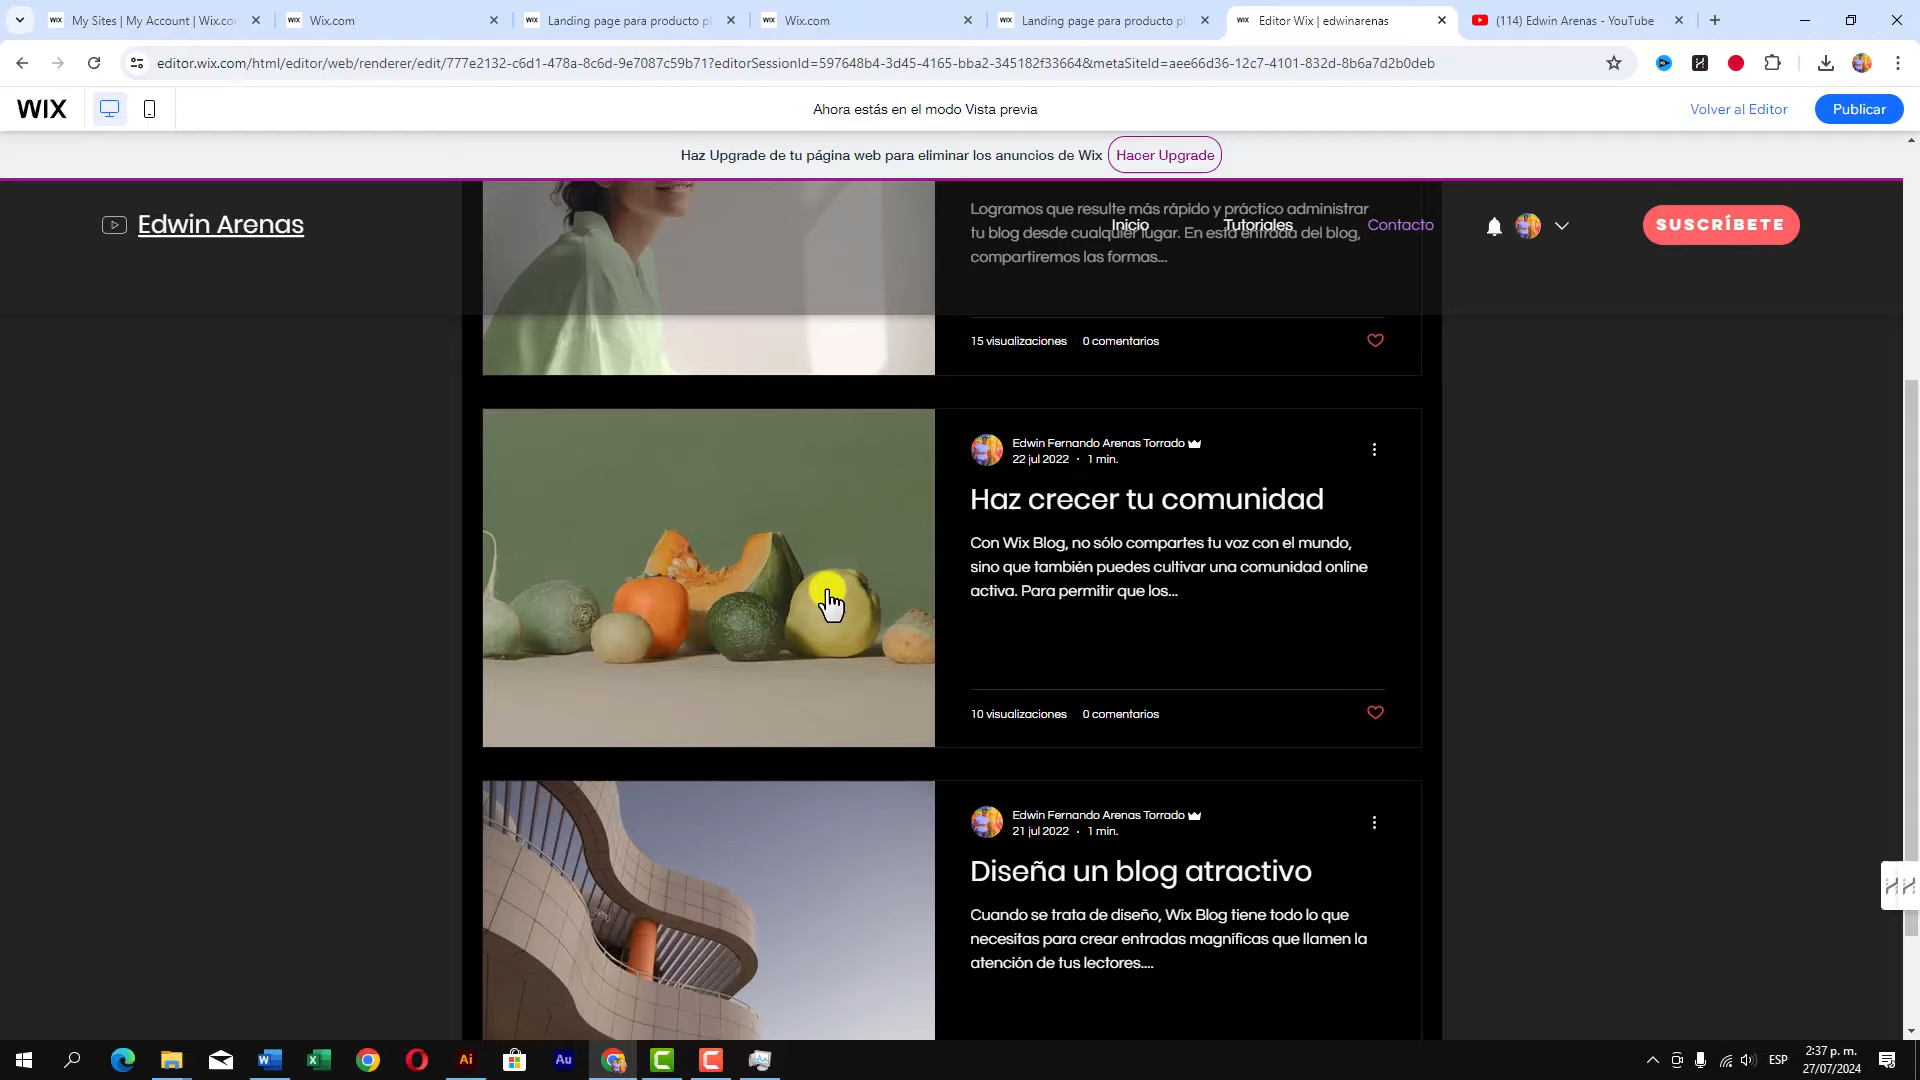 My Sites | My Account | Wix.co
Wix.com
Landing page para producto p
Wix.com
Landing page para producto p
Editor Wix | edwinarenas
(114) Edwin Arenas - YouTube
editor.wix.com/html/editor/web/renderer/edit/777e2132-c6d1-478a-8c6d-9e7087c59b71?editorSessionId=597648b4-3d45-4165-bba2-345182f33664&metaSiteId=aee66d36-12c7-4101-832d-8b6a7d2b0deb
WIX
Ahora estás en el modo Vista previa
Volver al Editor
Publicar
Haz Upgrade de tu página web para eliminar los anuncios de Wix
Hacer Upgrade
Edwin Arenas
Inicio
Tutoriales
Contacto
SUSCRÍBETE
Logramos que resulte más rápido y práctico administrar
tu blog desde cualquier lugar. En esta entrada del blog,
compartiremos las formas...
15 visualizaciones
0 comentarios
Edwin Fernando Arenas Torrado
22 jul 2022 · 1 min.
Haz crecer tu comunidad
Con Wix Blog, no sólo compartes tu voz con el mundo,
sino que también puedes cultivar una comunidad online
activa. Para permitir que los...
10 visualizaciones
0 comentarios
Edwin Fernando Arenas Torrado
21 jul 2022 · 1 min.
Diseña un blog atractivo
Cuando se trata de diseño, Wix Blog tiene todo lo que
necesitas para crear entradas magníficas que llamen la
atención de tus lectores....
Ai
Au
ESP
2:37 p. m.
27/07/2024